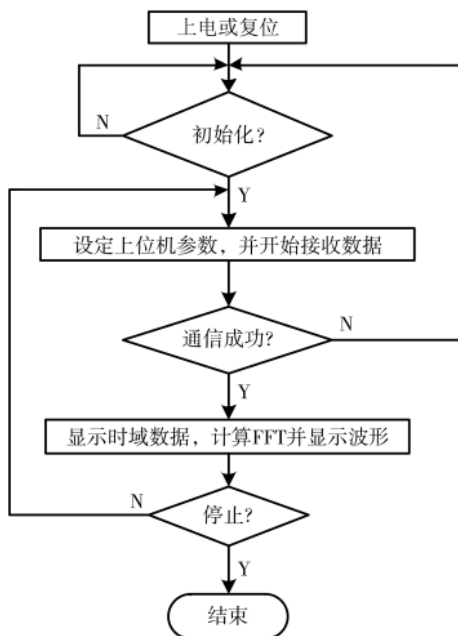 上电或复位
N
初始化?
Y
设定上位机参数，并开始接收数据
通信成功?
N
Y
显示时域数据，计算FFT并显示波形
N
停止?
Y
结束